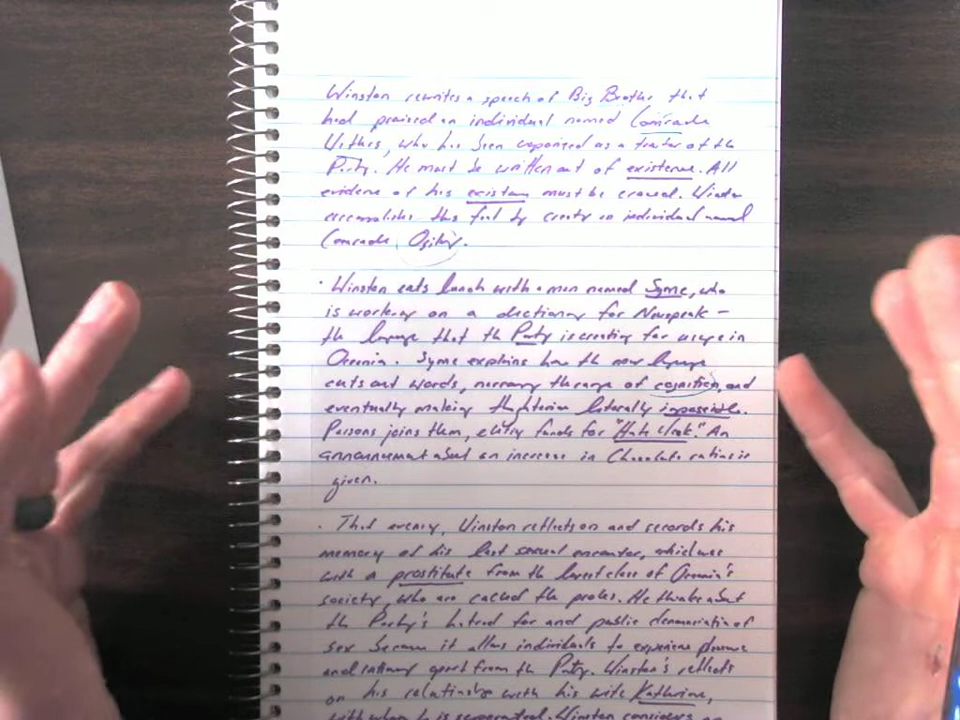 Winston rewrites a speech of Big Brother that
had praised an individual named Comrade
Withers, who has been exposed as a traitor of the
Party. He must be written out of existence. All
evidence of his existence must be erased. Winston
accomplishes this feat by creating an individual named
Comrade Ogilvy.
· Winston eats lunch with a man named Syme, who
is working on a dictionary for Newspeak —
the language that the Party is creating for usage in
Oceania. Syme explains how the new language
cuts out words, narrowing the range of cognition, and
eventually making literally impossible.
Parsons joins them, funds for "Hate Week." An
announcement about an increase in Chocolate rations is
given.
· That evening, Winston reflects on and records his
memory of his last sexual encounter, which was
with a prostitute from the lowest class of Oceania's
society, who are called the proles. He thinks about
the Party's hatred for and public denunciation of
sex because it allows individuals to experience pleasure
and intimacy apart from the Party. Winston's reflects
on his relationship with his wife Katherine,
with whom he is separated. Winston considers